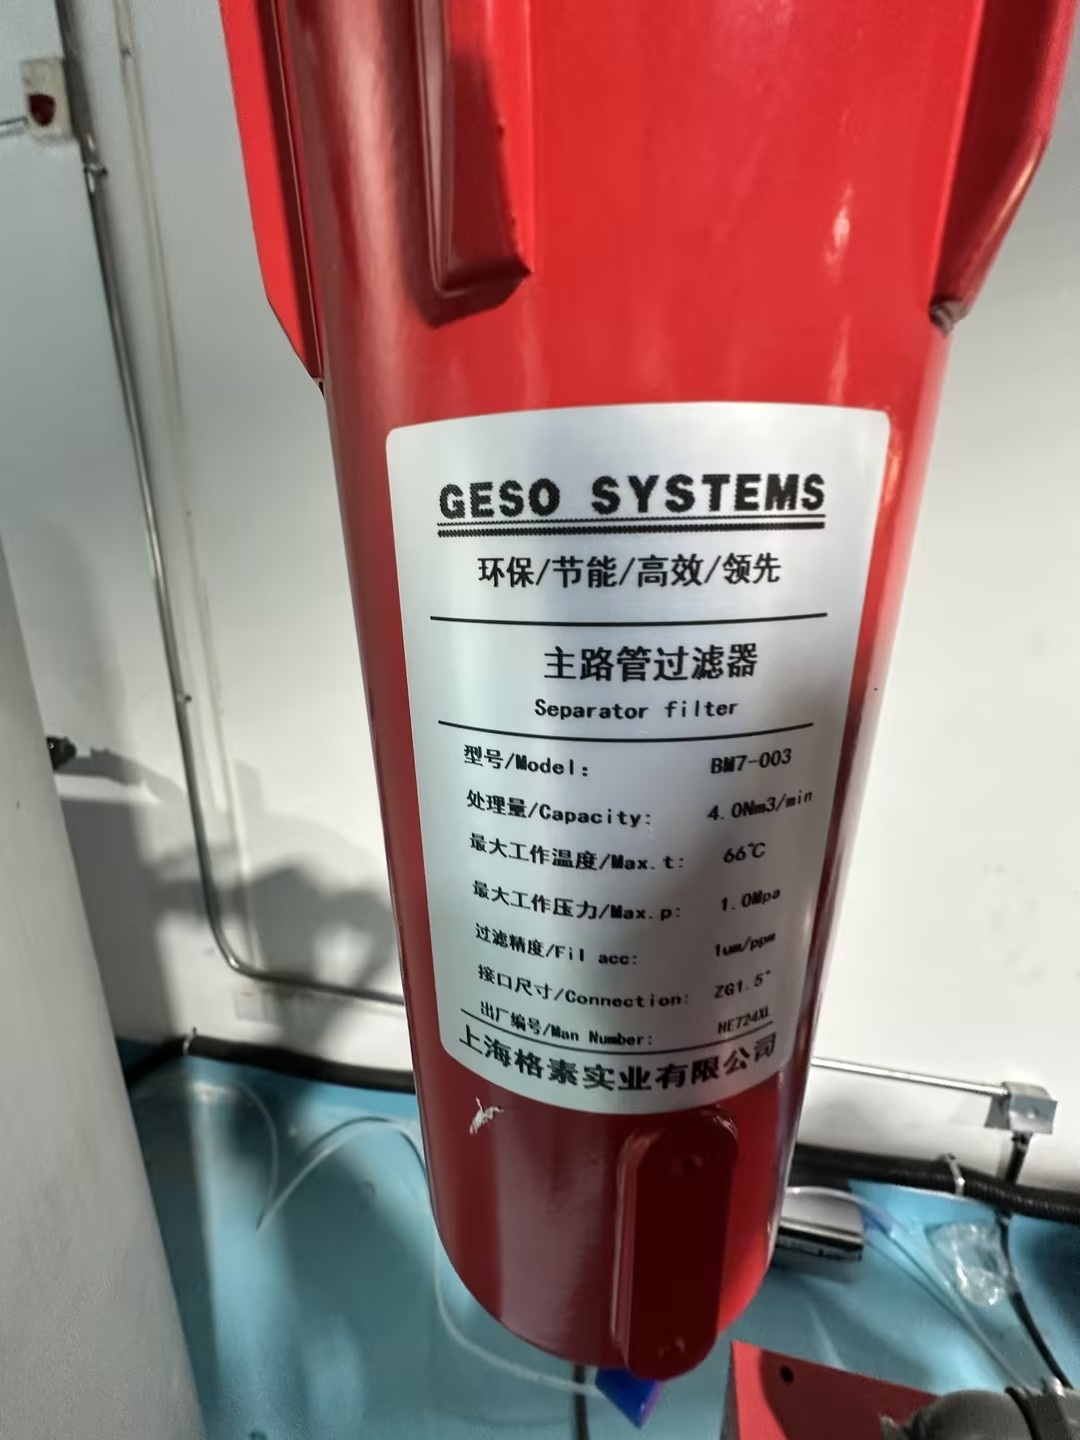 GESO SYSTEMS
环保/节能/高效/领先
主路管过滤器
Separator filter
型号/Model: BM7-003
处理量/Capacity: 4.0Nm3/min
最大工作温度/Max.t: 66℃
最大工作压力/Max.p: 1.0Mpa
过滤精度/Fil acc: 1um/ppm
接口尺寸/Connection: ZG1.5"
出厂编号/Man Number: HE724XL
上海格素实业有限公司